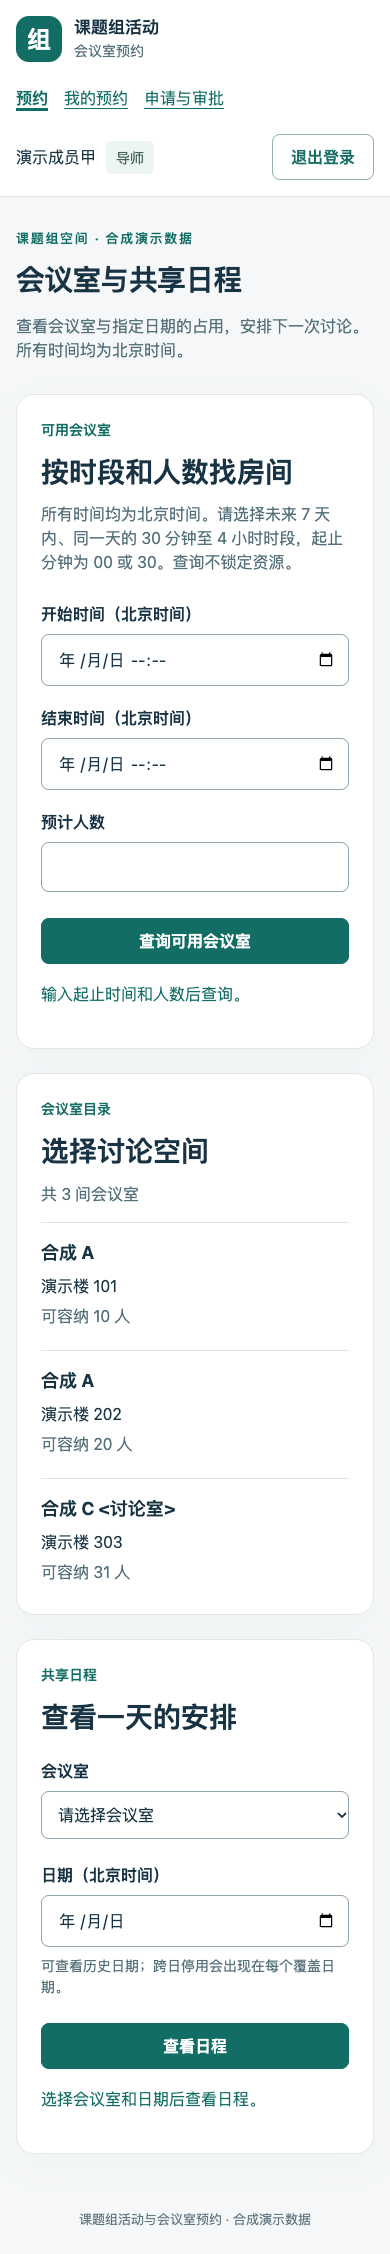 组
课题组活动
会议室预约
预约 我的预约 申请与审批
演示成员甲 导师 退出登录
课题组空间 · 合成演示数据
会议室与共享日程
查看会议室与指定日期的占用，安排下一次讨论。
所有时间均为北京时间。
可用会议室
按时段和人数找房间
所有时间均为北京时间。请选择未来 7 天
内、同一天的 30 分钟至 4 小时时段，起止
分钟为 00 或 30。查询不锁定资源。
开始时间（北京时间）
年 /月/日 --:--
结束时间（北京时间）
年 /月/日 --:--
预计人数
查询可用会议室
输入起止时间和人数后查询。
会议室目录
选择讨论空间
共 3 间会议室
合成 A
演示楼 101
可容纳 10 人
合成 A
演示楼 202
可容纳 20 人
合成 C <讨论室>
演示楼 303
可容纳 31 人
共享日程
查看一天的安排
会议室
请选择会议室
日期（北京时间）
年 /月/日
可查看历史日期；跨日停用会出现在每个覆盖日
期。
查看日程
选择会议室和日期后查看日程。
课题组活动与会议室预约 · 合成演示数据